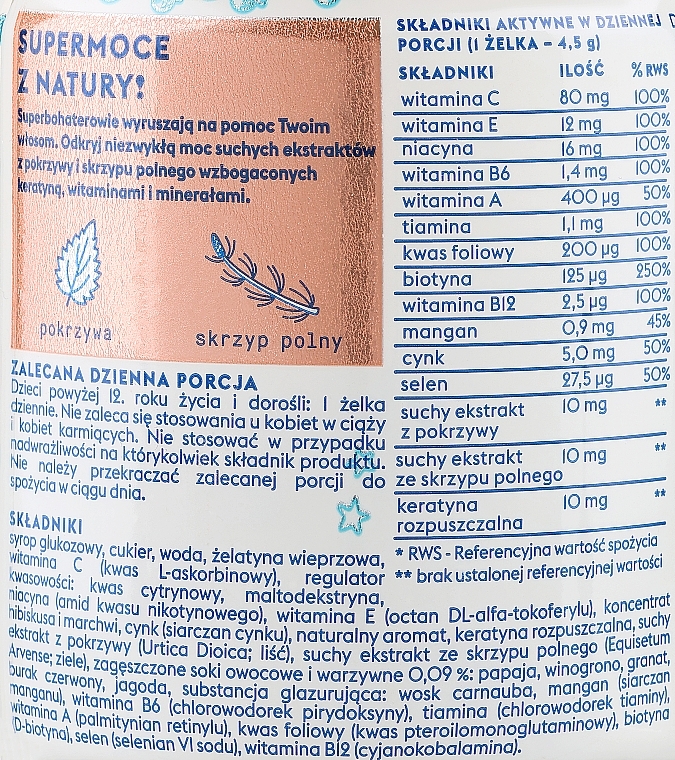 SUPERMOCE
Z NATURY!
Superbohaterowie wyruszają na pomoc Twoim
włosom. Odkryj niezwykłą moc suchych ekstraktów
z pokrzywy i skrzypu polnego wzbogaconych
keratyną, witaminami i minerałami.
pokrzywa
skrzyp polny
ZALECANA DZIENNA PORCJA
Dzieci powyżej 12. roku życia i dorośli: 1 żelka
dziennie. Nie zaleca się stosowania u kobiet w ciąży
i kobiet karmiących. Nie stosować w przypadku
nadwrażliwości na którykolwiek składnik produktu.
Nie należy przekraczać zalecanej porcji do
spożycia w ciągu dnia.
SKŁADNIKI AKTYWNE W DZIENNEJ
PORCJI (1 ŻELKA – 4,5 g)
SKŁADNIKI ILOŚĆ % RWS
witamina C 80 mg 100%
witamina E 12 mg 100%
niacyna 16 mg 100%
witamina B6 1,4 mg 100%
witamina A 400 µg 50%
tiamina 1,1 mg 100%
kwas foliowy 200 µg 100%
biotyna 125 µg 250%
witamina B12 2,5 µg 100%
mangan 0,9 mg 45%
cynk 5,0 mg 50%
selen 27,5 µg 50%
suchy ekstrakt 10 mg **
z pokrzywy
suchy ekstrakt 10 mg **
ze skrzypu polnego
keratyna 10 mg **
rozpuszczalna
* RWS - Referencyjna wartość spożycia
** brak ustalonej referencyjnej wartości
SKŁADNIKI
syrop glukozowy, cukier, woda, żelatyna wieprzowa,
witamina C (kwas L-askorbinowy), regulator
kwasowości: kwas cytrynowy, maltodekstryna,
niacyna (amid kwasu nikotynowego), witamina E (octan DL-alfa-tokoferylu), koncentrat
hibiskusa i marchwi, cynk (siarczan cynku), naturalny aromat, keratyna rozpuszczalna, suchy
ekstrakt z pokrzywy (Urtica Dioica; liść), suchy ekstrakt ze skrzypu polnego (Equisetum
Arvense; ziele), zagęszczone soki owocowe i warzywne 0,09 %: papaja, winogrono, granat,
burak czerwony, jagoda, substancja glazurująca: wosk carnauba, mangan (siarczan
manganu), witamina B6 (chlorowodorek pirydoksyny), tiamina (chlorowodorek tiaminy),
witamina A (palmitynian retinylu), kwas foliowy (kwas pteroilomonoglutaminowy), biotyna
(D-biotyna), selen (selenian VI sodu), witamina B12 (cyjanokobalamina).